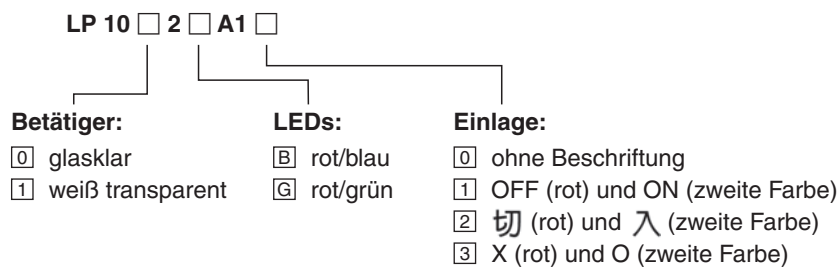 LP 10 □ 2 □ A1 □
Betätiger: LEDs: Einlage:
0 glasklar B rot/blau 0 ohne Beschriftung
1 weiß transparent G rot/grün 1 OFF (rot) und ON (zweite Farbe)
2 切 (rot) und 入 (zweite Farbe)
3 X (rot) und O (zweite Farbe)